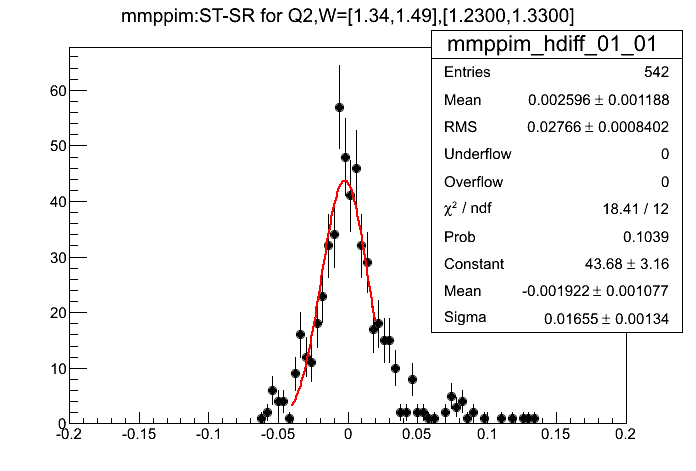 mmppim:ST-SR for Q2,W=[1.34,1.49],[1.2300,1.3300]
mmppim_hdiff_01_01
Entries 542
Mean 0.002596 ± 0.001188
RMS 0.02766 ± 0.0008402
Underflow 0
Overflow 0
χ² / ndf 18.41 / 12
Prob 0.1039
Constant 43.68 ± 3.16
Mean -0.001922 ± 0.001077
Sigma 0.01655 ± 0.00134
60
50
40
30
20
10
0
-0.2 -0.15 -0.1 -0.05 0 0.05 0.1 0.15 0.2